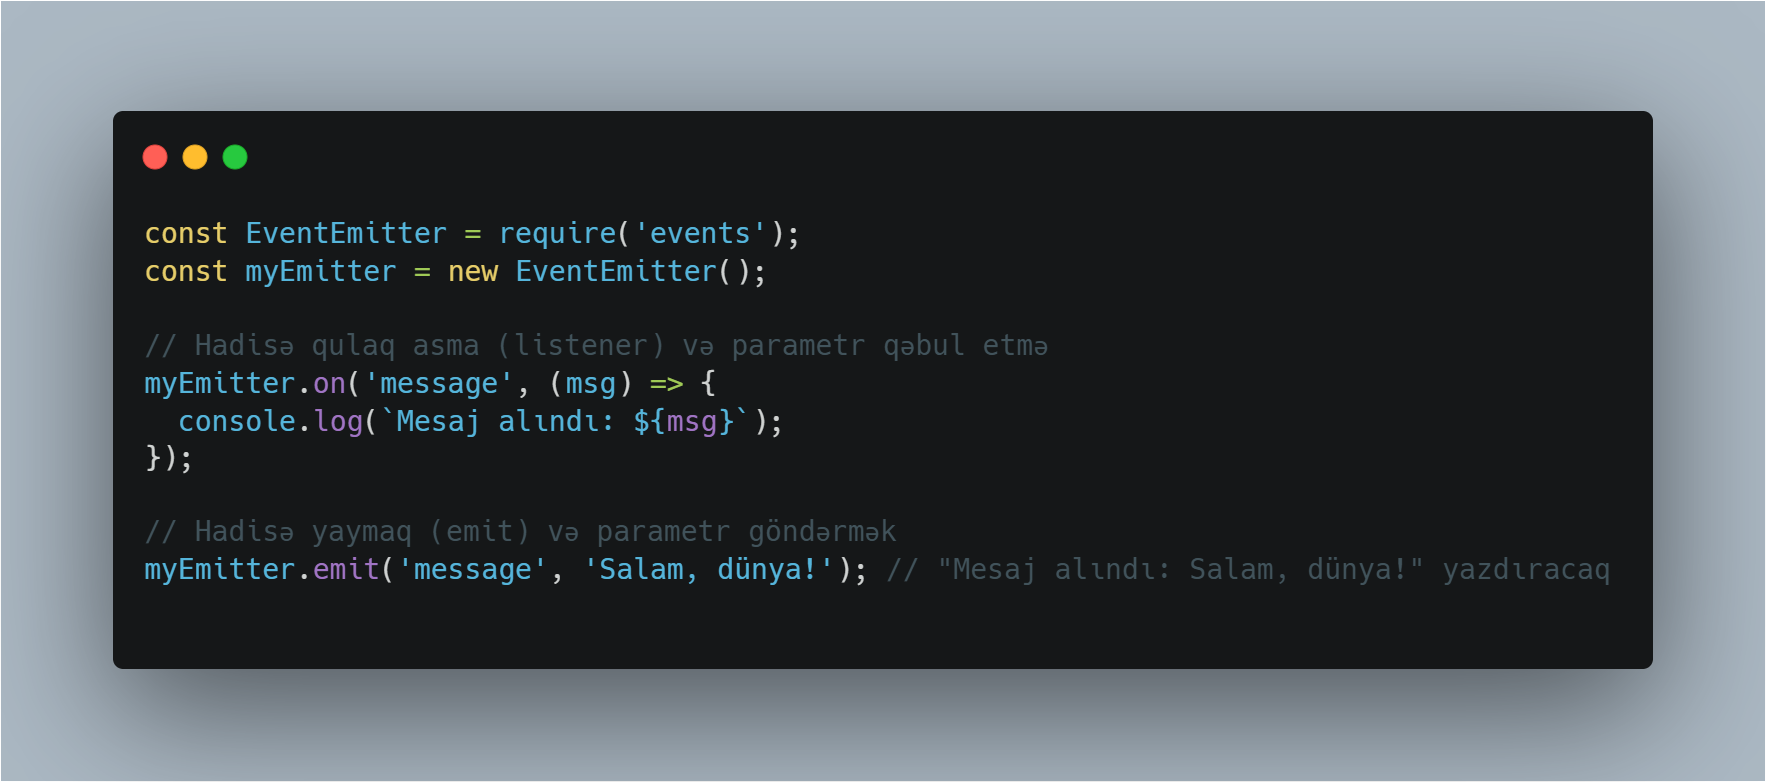 const EventEmitter = require('events');
const myEmitter = new EventEmitter();
// Hadisə qulaq asma (listener) və parametr qəbul etmə
myEmitter.on('message', (msg) => {
  console.log(`Mesaj alındı: ${msg}`);
});
// Hadisə yaymaq (emit) və parametr göndərmək
myEmitter.emit('message', 'Salam, dünya!'); // "Mesaj alındı: Salam, dünya!" yazdıracaq